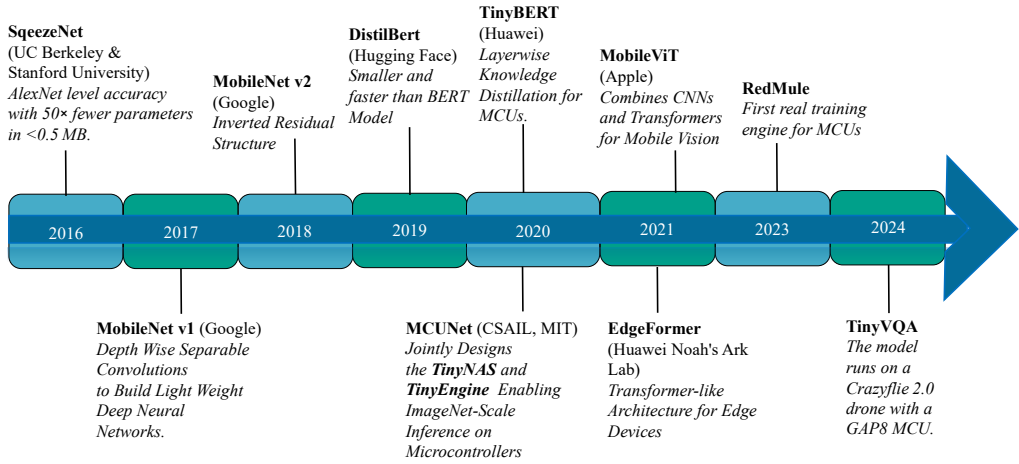 SqeezeNet
(UC Berkeley &
Stanford University)
AlexNet level accuracy
with 50× fewer parameters
in <0.5 MB.
MobileNet v2
(Google)
Inverted Residual
Structure
DistilBert
(Hugging Face)
Smaller and
faster than BERT
Model
TinyBERT
(Huawei)
Layerwise
Knowledge
Distillation for
MCUs.
MobileViT
(Apple)
Combines CNNs
and Transformers
for Mobile Vision
RedMule
First real training
engine for MCUs
2016
2017
2018
2019
2020
2021
2023
2024
MobileNet v1 (Google)
Depth Wise Separable
Convolutions
to Build Light Weight
Deep Neural
Networks.
MCUNet (CSAIL, MIT)
Jointly Designs
the TinyNAS and
TinyEngine Enabling
ImageNet-Scale
Inference on
Microcontrollers
EdgeFormer
(Huawei Noah's Ark
Lab)
Transformer-like
Architecture for Edge
Devices
TinyVQA
The model
runs on a
Crazyflie 2.0
drone with a
GAP8 MCU.